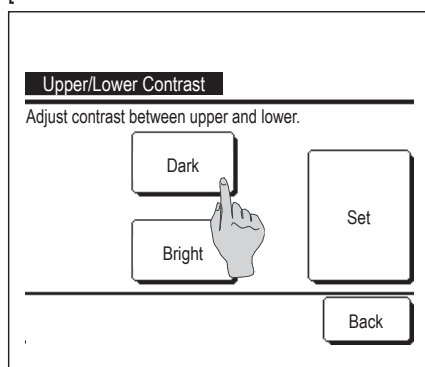 Upper/Lower Contrast
Adjust contrast between upper and lower.
Dark
Set
Bright
Back